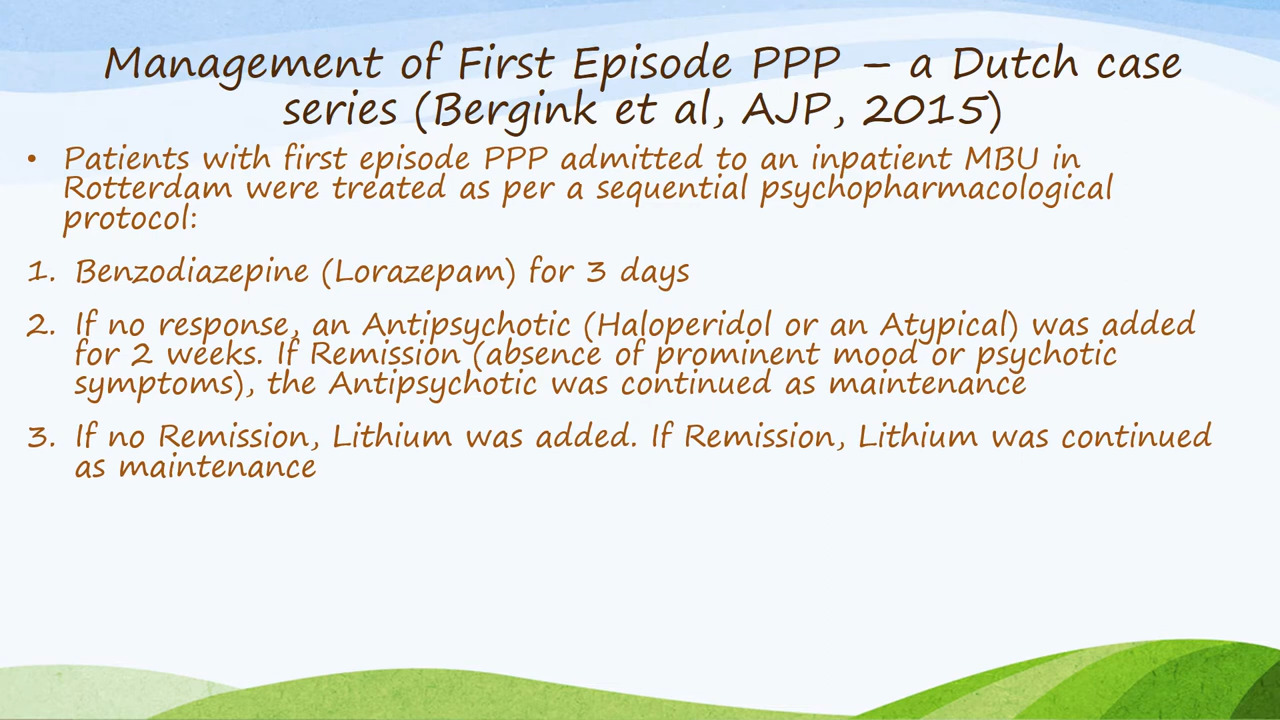 Management of First Episode PPP – a Dutch case
series (Bergink et al, AJP, 2015)
• Patients with first episode PPP admitted to an inpatient MBU in
Rotterdam were treated as per a sequential psychopharmacological
protocol:
1. Benzodiazepine (Lorazepam) for 3 days
2. If no response, an Antipsychotic (Haloperidol or an Atypical) was added
for 2 weeks. If Remission (absence of prominent mood or psychotic
symptoms), the Antipsychotic was continued as maintenance
3. If no Remission, Lithium was added. If Remission, Lithium was continued
as maintenance